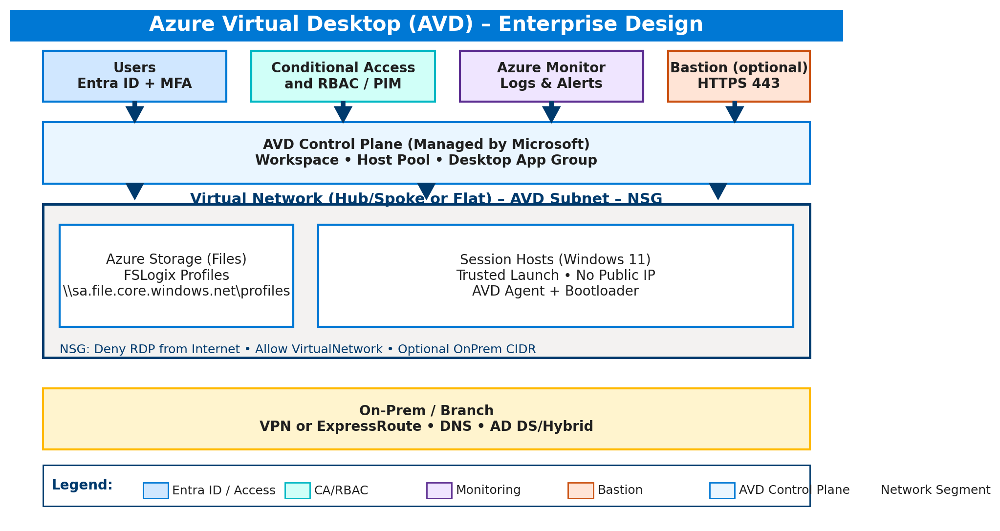 Azure Virtual Desktop (AVD) – Enterprise Design
Users
Entra ID + MFA
Conditional Access
and RBAC / PIM
Azure Monitor
Logs & Alerts
Bastion (optional)
HTTPS 443
AVD Control Plane (Managed by Microsoft)
Workspace • Host Pool • Desktop App Group
Virtual Network (Hub/Spoke or Flat) – AVD Subnet – NSG
Azure Storage (Files)
FSLogix Profiles
\\sa.file.core.windows.net\profiles
Session Hosts (Windows 11)
Trusted Launch • No Public IP
AVD Agent + Bootloader
NSG: Deny RDP from Internet • Allow VirtualNetwork • Optional OnPrem CIDR
On-Prem / Branch
VPN or ExpressRoute • DNS • AD DS/Hybrid
Legend:
Entra ID / Access
CA/RBAC
Monitoring
Bastion
AVD Control Plane
Network Segment